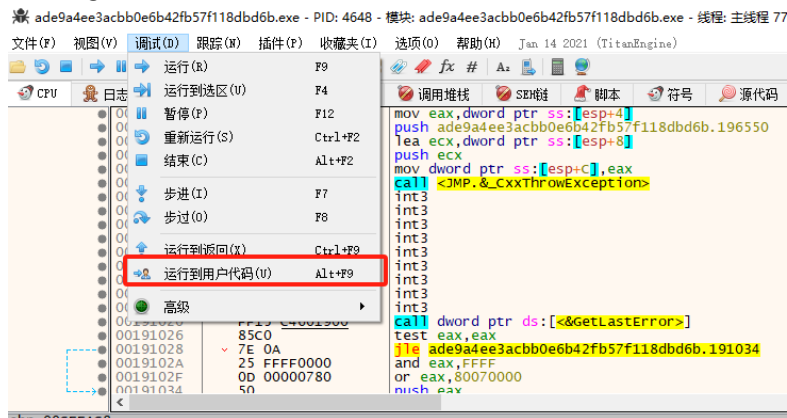 ade9a4ee3acbb0e6b42fb57f118dbd6b.exe - PID: 4648 - 模块: ade9a4ee3acbb0e6b42fb57f118dbd6b.exe - 线程: 主线程 77
文件(F) 视图(V) 调试(D) 跟踪(N) 插件(P) 收藏夹(I) 选项(O) 帮助(H) Jan 14 2021 (TitanEngine)
CPU 日志 调用堆栈 SEH链 脚本 符号 源代码
运行(R) F9
运行到选区(U) F4
暂停(P) F12
重新运行(S) Ctrl+F2
结束(C) Alt+F2
步进(I) F7
步过(O) F8
运行到返回(X) Ctrl+F9
运行到用户代码(U) Alt+F9
高级
mov eax,dword ptr ss:[esp+4]
push ade9a4ee3acbb0e6b42fb57f118dbd6b.196550
lea ecx,dword ptr ss:[esp+8]
push ecx
mov dword ptr ss:[esp+C],eax
call <JMP.&_CxxThrowException>
int3
int3
int3
int3
int3
int3
int3
int3
call dword ptr ds:[<&GetLastError>]
00191026 85C0 test eax,eax
00191028 7E 0A jle ade9a4ee3acbb0e6b42fb57f118dbd6b.191034
0019102A 25 FFFF0000 and eax,FFFF
0019102F 0D 00000780 or eax,80070000
00191034 50 push eax